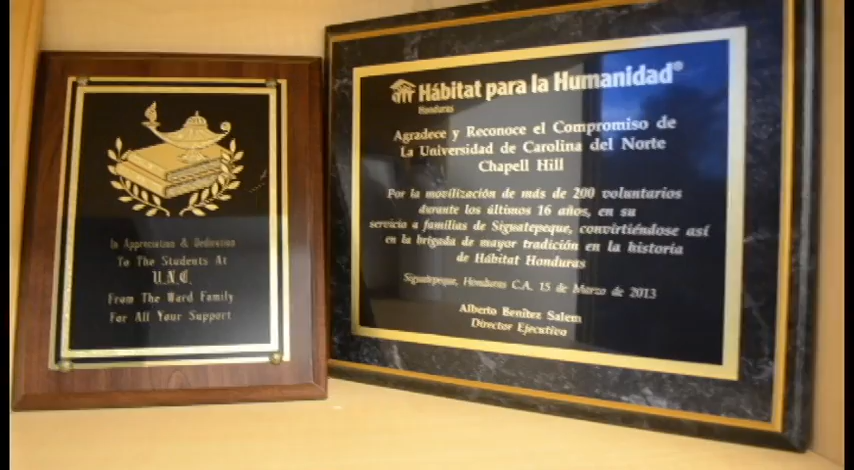 In Appreciation & Dedication
To The Students At
UNC
From The Ward Family
For All Your Support
Hábitat para la Humanidad®
Honduras
Agradece y Reconoce el Compromiso de
La Universidad de Carolina del Norte
Chapell Hill
Por la movilización de más de 200 voluntarios
durante los últimos 16 años, en su
servicio a familias de Siguatepeque, convirtiéndose así
en la brigada de mayor tradición en la historia
de Hábitat Honduras
Siguatepeque, Honduras C.A. 15 de Marzo de 2013
Alberto Benítez Salem
Director Ejecutivo